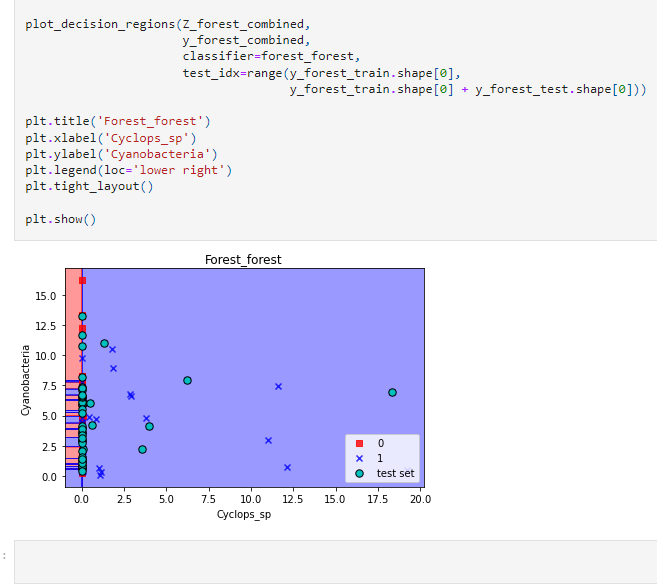 plot_decision_regions(Z_forest_combined,
y_forest_combined,
classifier=forest_forest,
test_idx=range(y_forest_train.shape[0],
y_forest_train.shape[0] + y_forest_test.shape[0]))
plt.title('Forest_forest')
plt.xlabel('Cyclops_sp')
plt.ylabel('Cyanobacteria')
plt.legend(loc='lower right')
plt.tight_layout()
plt.show()
Forest_forest
Cyanobacteria
15.0
12.5
10.0
7.5
5.0
2.5
0.0
0
1
test set
0.0 2.5 5.0 7.5 10.0 12.5 15.0 17.5 20.0
Cyclops_sp
: